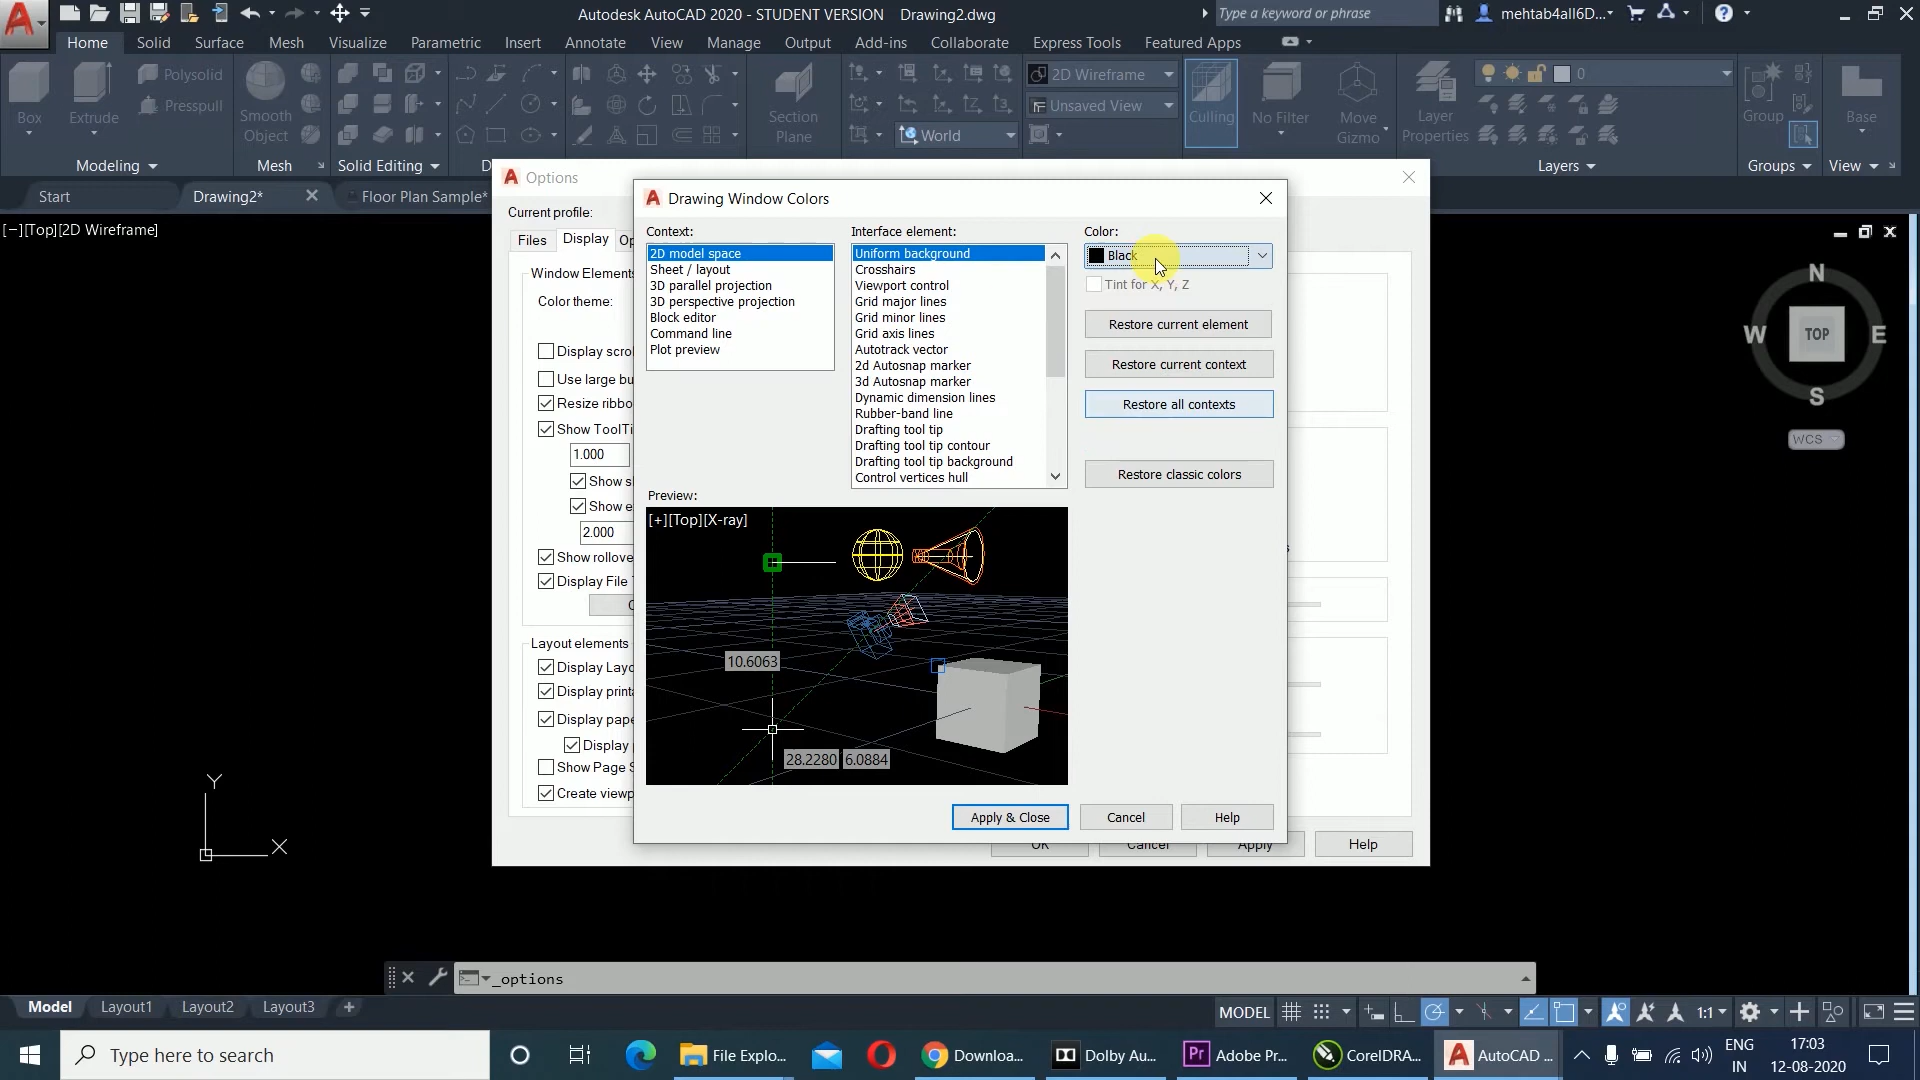 Autodesk AutoCAD 2020 - STUDENT VERSION    Drawing2.dwg
Type a keyword or phrase
mehtab4all6D...
Home Solid Surface Mesh Visualize Parametric Insert Annotate View Manage Output Add-ins Collaborate Express Tools Featured Apps
Box
Extrude
Polysolid
Presspull
Smooth
Object
Section
Plane
World
2D Wireframe
Unsaved View
Culling
No Filter
Move
Gizmo
Layer
Properties
0
Group
Base
Modeling
Mesh
Solid Editing
D
Layers
Groups
View
Start
Drawing2*
Floor Plan Sample*
[−][Top][2D Wireframe]
Options
Current profile:
Files
Display
Op
Window Elements
Color theme:
Display scro
Use large bu
Resize ribbo
Show ToolTi
1.000
Show s
Show e
2.000
Show rollove
Display File T
Layout elements
Display Layo
Display printa
Display pape
Display p
Show Page S
Create viewp
OK
Cancel
Apply
Help
Drawing Window Colors
Context:
2D model space
Sheet / layout
3D parallel projection
3D perspective projection
Block editor
Command line
Plot preview
Interface element:
Uniform background
Crosshairs
Viewport control
Grid major lines
Grid minor lines
Grid axis lines
Autotrack vector
2d Autosnap marker
3d Autosnap marker
Dynamic dimension lines
Rubber-band line
Drafting tool tip
Drafting tool tip contour
Drafting tool tip background
Control vertices hull
Color:
Black
Tint for X, Y, Z
Restore current element
Restore current context
Restore all contexts
Restore classic colors
Preview:
[+][Top][X-ray]
10.6063
28.2280 6.0884
Apply & Close
Cancel
Help
N
W TOP E
S
WCS
Y
X
_options
Model Layout1 Layout2 Layout3
MODEL
1:1
Type here to search
File Explo...
Downloa...
Dolby Au...
Adobe Pr...
CorelDRA...
AutoCAD ...
ENG
IN
17:03
12-08-2020